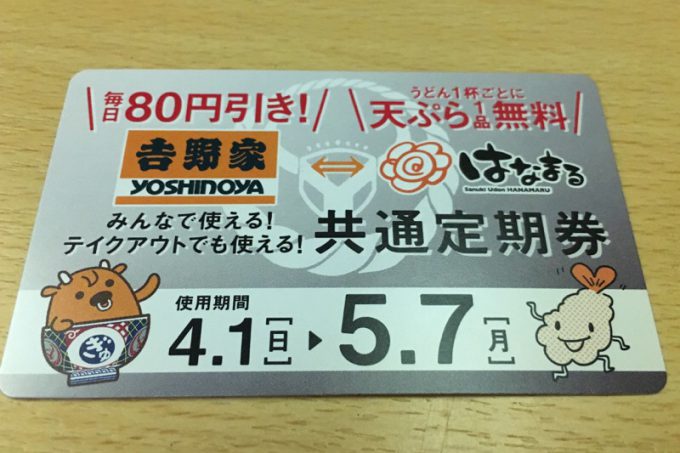 毎日80円引き!
うどん1杯ごとに
天ぷら1品無料
吉野家
YOSHINOYA
はなまる
Sanuki Udon HANAMARU
みんなで使える!
テイクアウトでも使える!
共通定期券
使用期間
4.1[日]▶5.7[月]